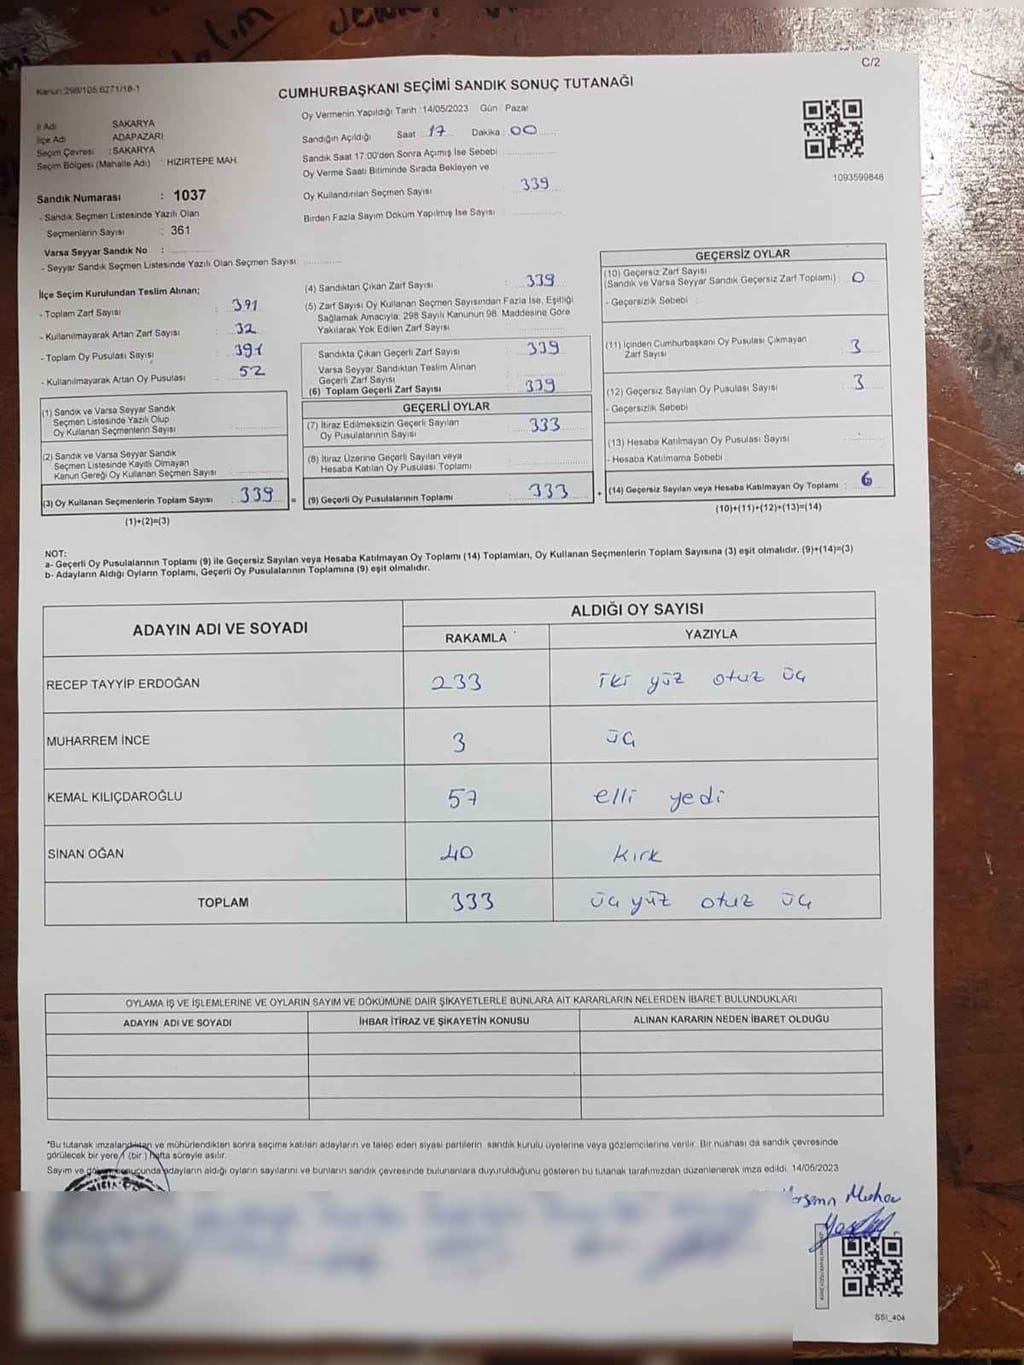 C/2
Kanun:298/105;6271/18-1
CUMHURBAŞKANI SEÇİMİ SANDIK SONUÇ TUTANAĞI
İl Adı SAKARYA
İlçe Adı ADAPAZARI
Seçim Çevresi : SAKARYA
Seçim Bölgesi (Mahalle Adı) : HIZIRTEPE MAH.
Oy Vermenin Yapıldığı Tarih :14/05/2023 Gün : Pazar
Sandığın Açıldığı Saat 17 Dakika : 00
Sandık Saat 17.00'den Sonra Açımış İse Sebebi
Oy Verme Saati Bitiminde Sırada Bekleyen ve
Oy Kullandırılan Seçmen Sayısı 339
Birden Fazla Sayım Döküm Yapılmış İse Sayısı
1093599848
Sandık Numarası : 1037
- Sandık Seçmen Listesinde Yazılı Olan
Seçmenlerin Sayısı : 361
Varsa Seyyar Sandık No :
- Seyyar Sandık Seçmen Listesinde Yazılı Olan Seçmen Sayısı
İlçe Seçim Kurulundan Teslim Alınan;
- Toplam Zarf Sayısı : 391
- Kullanılmayarak Artan Zarf Sayısı : 32
- Toplam Oy Pusulası Sayısı : 391
- Kullanılmayarak Artan Oy Pusulası : 52
(1) Sandık ve Varsa Seyyar Sandık
Seçmen Listesinde Yazılı Olup
Oy Kullanan Seçmenlerin Sayısı
(2) Sandık ve Varsa Seyyar Sandık
Seçmen Listesinde Kayıtlı Olmayan
Kanun Gereği Oy Kullanan Seçmen Sayısı
(3) Oy Kullanan Seçmenlerin Toplam Sayısı 339
(1)+(2)=(3)
(4) Sandıktan Çıkan Zarf Sayısı : 339
(5) Zarf Sayısı Oy Kullanan Seçmen Sayısından Fazla İse, Eşitliği
Sağlamak Amacıyla; 298 Sayılı Kanunun 98. Maddesine Göre
Yakılarak Yok Edilen Zarf Sayısı
Sandıkta Çıkan Geçerli Zarf Sayısı : 339
Varsa Seyyar Sandıktan Teslim Alınan
Geçerli Zarf Sayısı
(6) Toplam Geçerli Zarf Sayısı : 339
GEÇERLİ OYLAR
(7) İtiraz Edilmeksizin Geçerli Sayılan
Oy Pusulalarının Sayısı : 333
(8) İtiraz Üzerine Geçerli Sayılan veya
Hesaba Katılan Oy Pusulası Toplamı
= (9) Geçerli Oy Pusulalarının Toplamı : 333
GEÇERSİZ OYLAR
(10) Geçersiz Zarf Sayısı
(Sandık ve Varsa Seyyar Sandık Geçersiz Zarf Toplamı) : 0
- Geçersizlik Sebebi :
(11) İçinden Cumhurbaşkanı Oy Pusulası Çıkmayan
Zarf Sayısı 3
(12) Geçersiz Sayılan Oy Pusulası Sayısı : 3
- Geçersizlik Sebebi
(13) Hesaba Katılmayan Oy Pusulası Sayısı
- Hesaba Katılmama Sebebi
+ (14) Geçersiz Sayılan veya Hesaba Katılmayan Oy Toplamı : 6
(10)+(11)+(12)+(13)=(14)
NOT:
a- Geçerli Oy Pusulalarının Toplamı (9) ile Geçersiz Sayılan veya Hesaba Katılmayan Oy Toplamı (14) Toplamları, Oy Kullanan Seçmenlerin Toplam Sayısına (3) eşit olmalıdır. (9)+(14)=(3)
b- Adayların Aldığı Oyların Toplamı, Geçerli Oy Pusulalarının Toplamına (9) eşit olmalıdır.
ADAYIN ADI VE SOYADI
ALDIĞI OY SAYISI
RAKAMLA YAZIYLA
RECEP TAYYİP ERDOĞAN 233 iki yüz otuz üç
MUHARREM İNCE 3 üç
KEMAL KILIÇDAROĞLU 57 elli yedi
SİNAN OĞAN 40 kırk
TOPLAM 333 üç yüz otuz üç
OYLAMA İŞ VE İŞLEMLERİNE VE OYLARIN SAYIM VE DÖKÜMÜNE DAİR ŞİKAYETLERLE BUNLARA AİT KARARLARIN NELERDEN İBARET BULUNDUKLARI
ADAYIN ADI VE SOYADI İHBAR İTİRAZ VE ŞİKAYETİN KONUSU ALINAN KARARIN NEDEN İBARET OLDUĞU
*Bu tutanak imzalandıktan ve mühürlendikten sonra seçime katılan adayların ve talep eden siyasi partilerin sandık kurulu üyelerine veya gözlemcilerine verilir. Bir nüshası da sandık çevresinde
görülecek bir yere 1 (bir) hafta süreyle asılır.
Sayım ve döküm sonucunda adayların aldığı oyların sayılarını ve bunların sandık çevresinde bulunanlara duyurulduğunu gösteren bu tutanak tarafımızdan düzenlenerek imza edildi. 14/05/2023
SSI_404